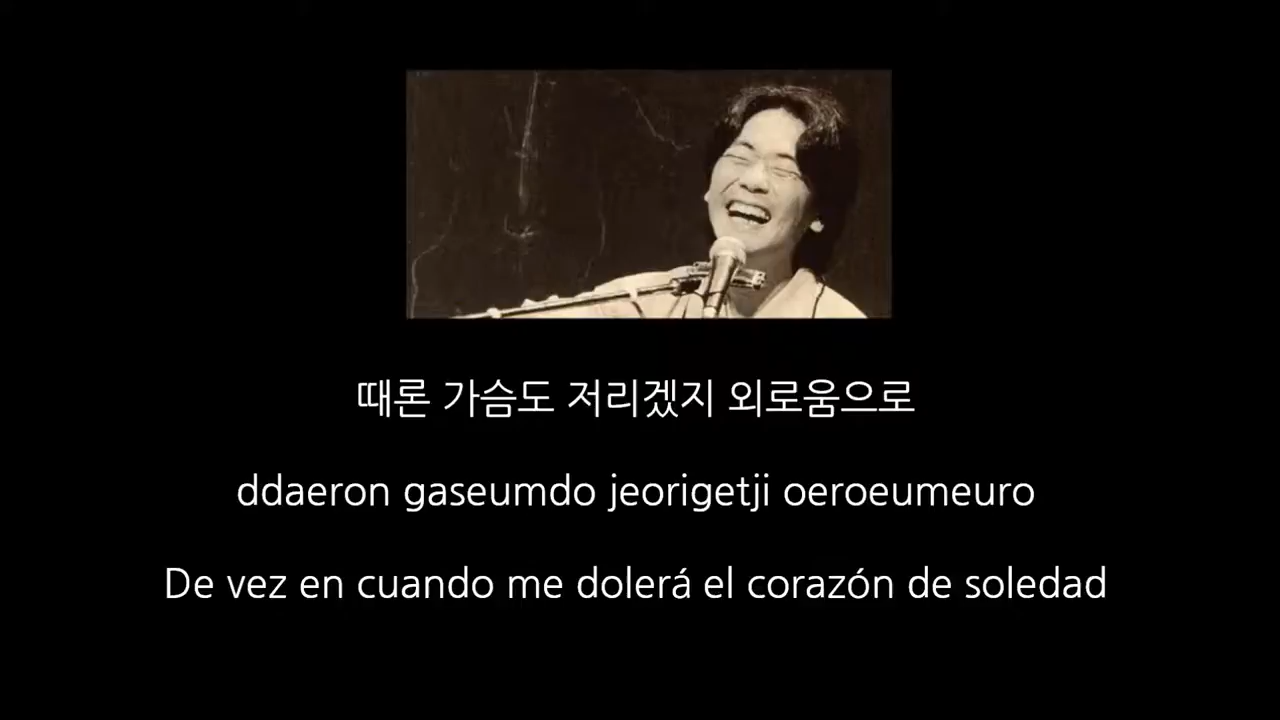 때론 가슴도 저리겠지 외로움으로
ddaeron gaseumdo jeorigetji oeroeumeuro
De vez en cuando me dolerá el corazón de soledad